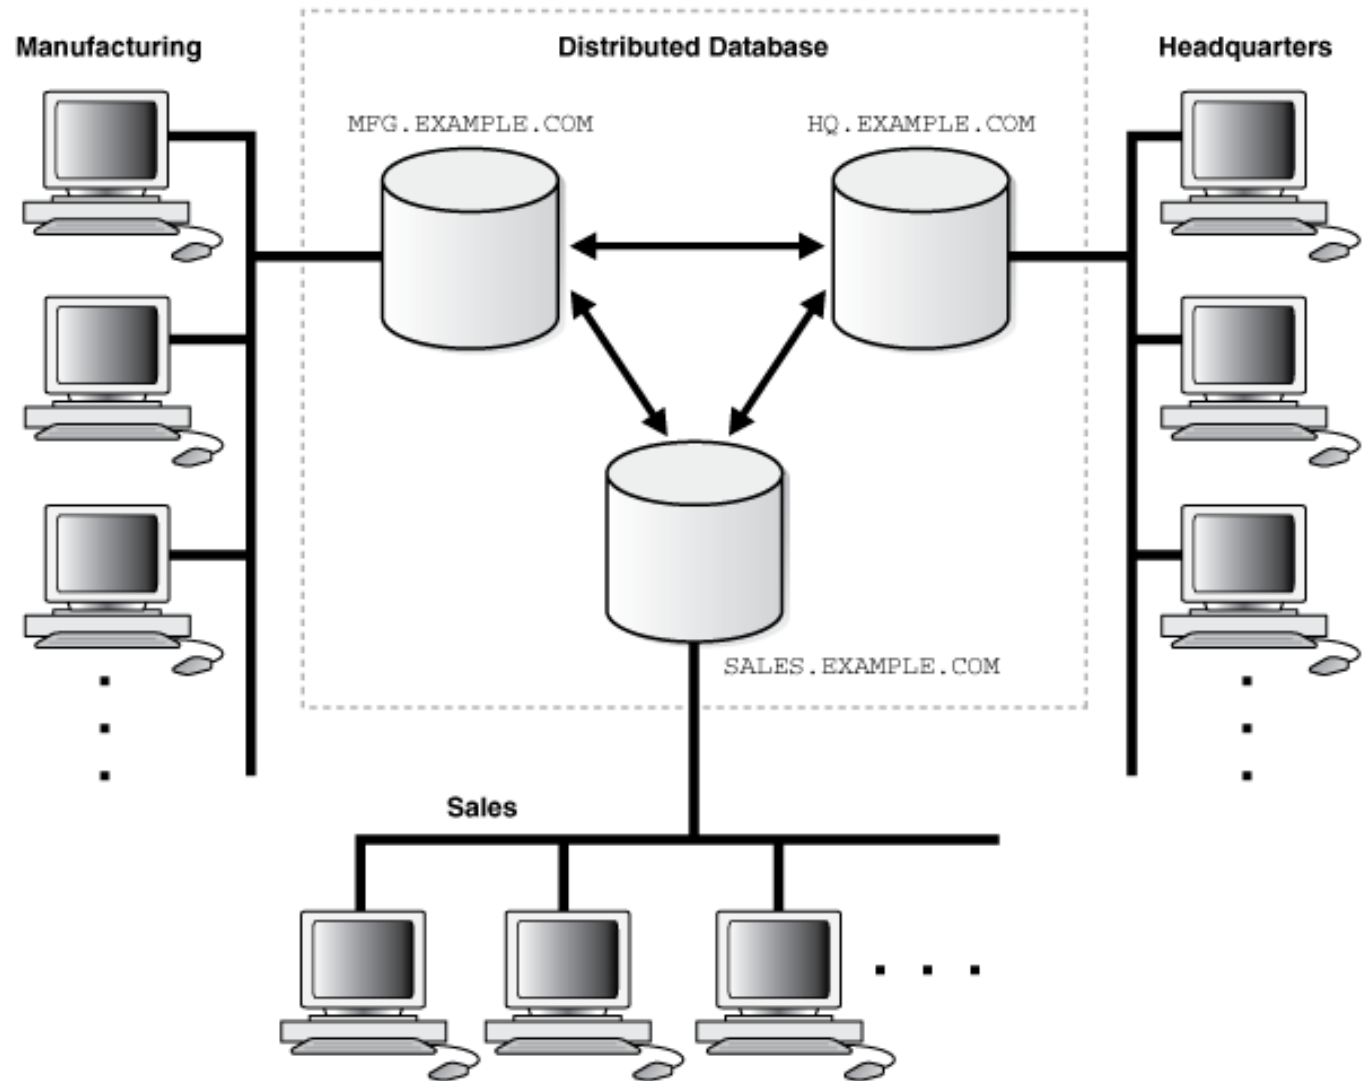 Manufacturing
Distributed Database
Headquarters
MFG.EXAMPLE.COM
HQ.EXAMPLE.COM
SALES.EXAMPLE.COM
Sales